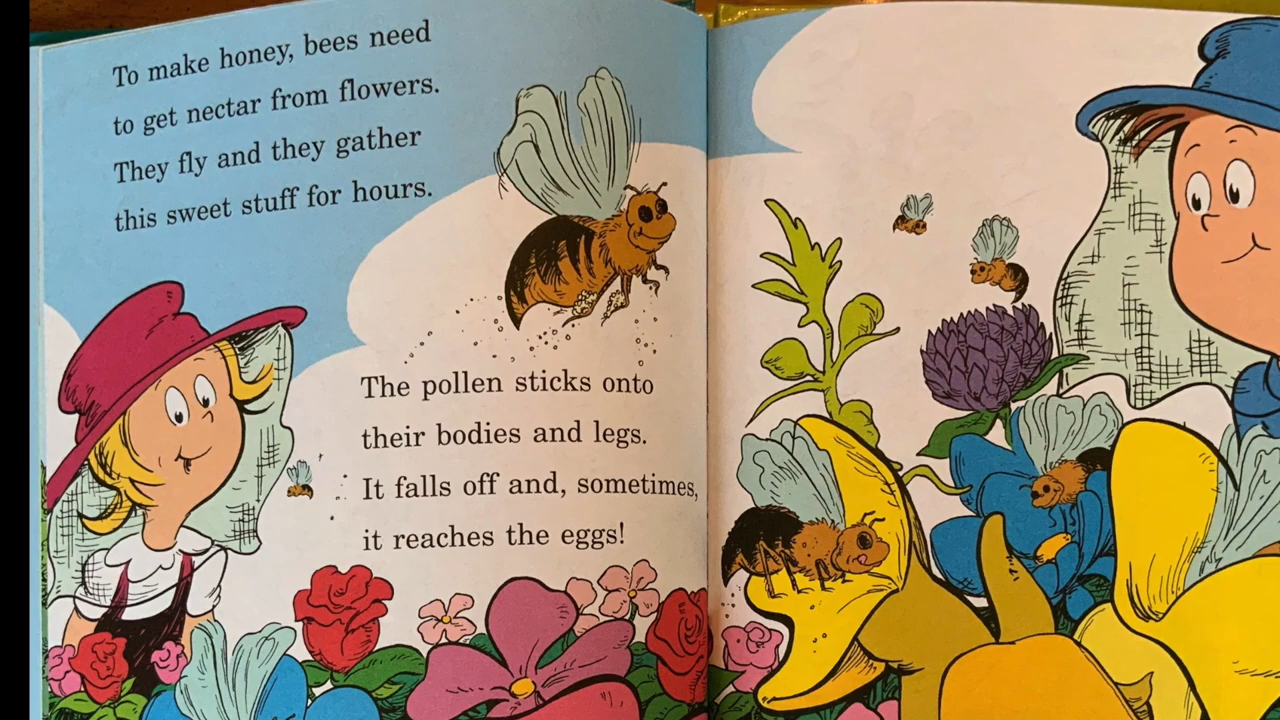 To make honey, bees need
to get nectar from flowers.
They fly and they gather
this sweet stuff for hours.
The pollen sticks onto
their bodies and legs.
It falls off and, sometimes,
it reaches the eggs!